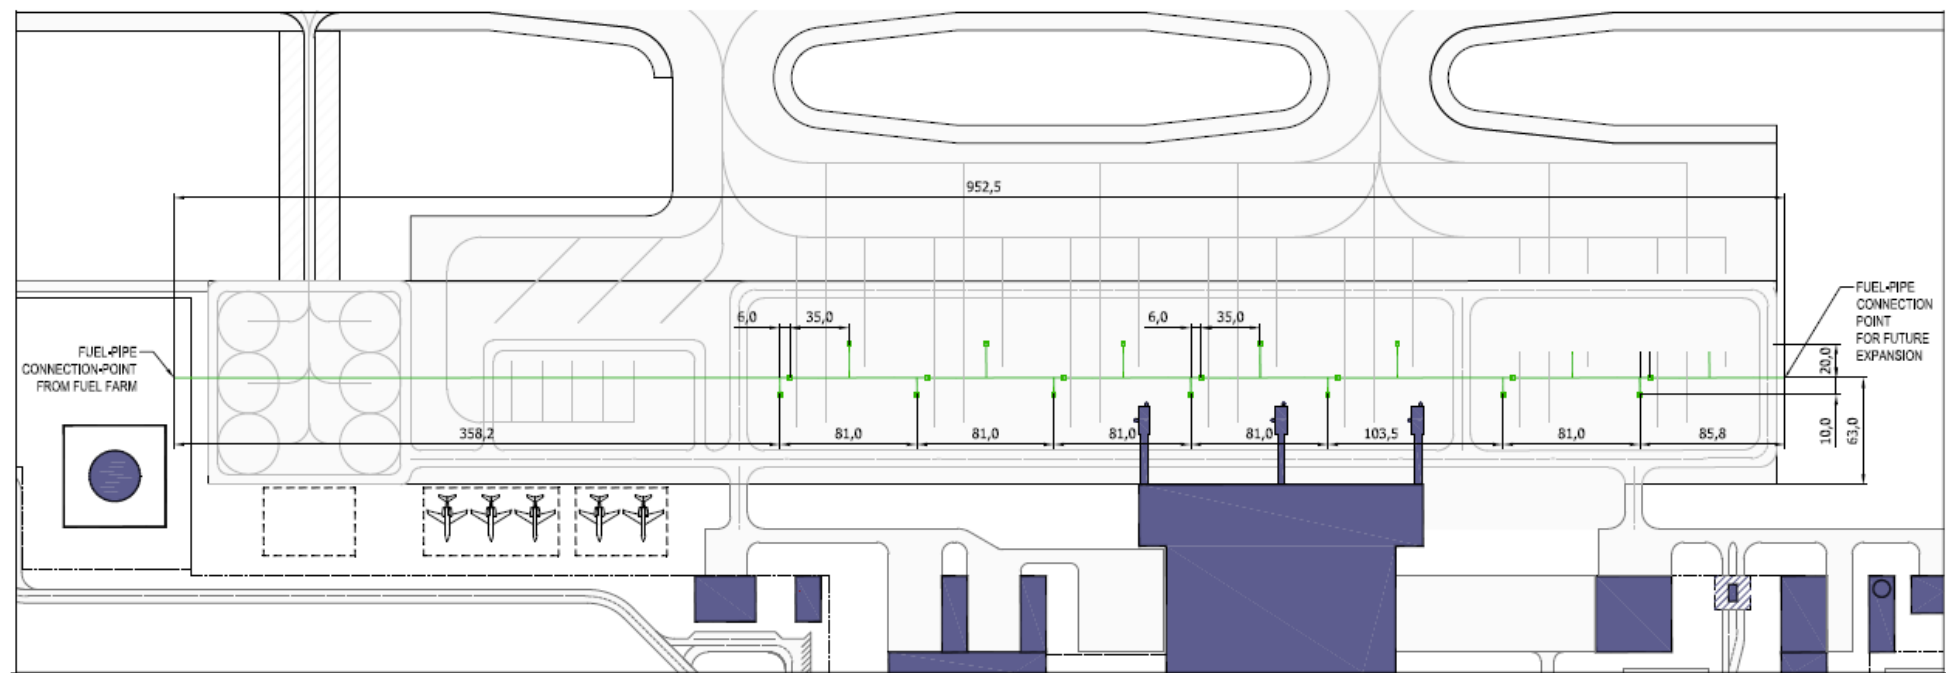 952,5
6,0
35,0
6,0
35,0
FUEL-PIPE
CONNECTION
POINT
FOR FUTURE
EXPANSION
FUEL-PIPE
CONNECTION-POINT
FROM FUEL FARM
20,0
358,2
81,0
81,0
81,0
81,0
103,5
81,0
85,8
10,0
63,0